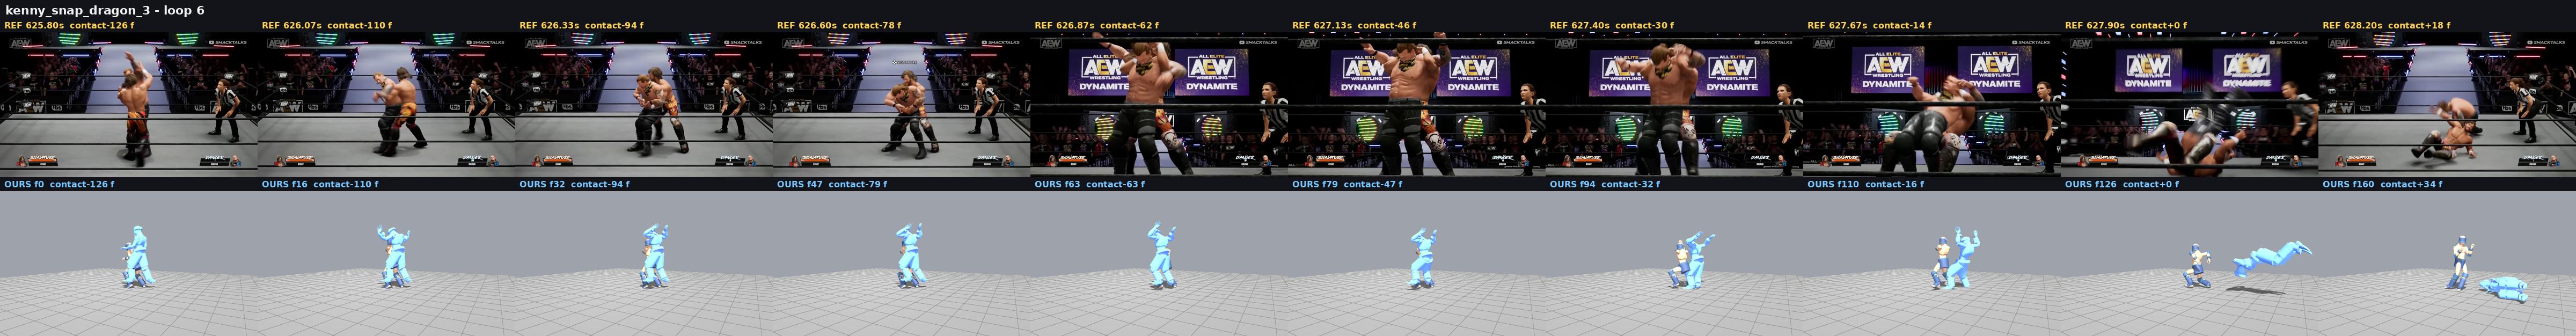 kenny_snap_dragon_3 - loop 6
REF 625.80s contact-126 f
REF 626.07s contact-110 f
REF 626.33s contact-94 f
REF 626.60s contact-78 f
REF 626.87s contact-62 f
REF 627.13s contact-46 f
REF 627.40s contact-30 f
REF 627.67s contact-14 f
REF 627.90s contact+0 f
REF 628.20s contact+18 f
AEW
SMACKTALKS
ALL ELITE
AEW
WRESTLING
DYNAMITE
SIGNATURE
OURS f0 contact-126 f
OURS f16 contact-110 f
OURS f32 contact-94 f
OURS f47 contact-79 f
OURS f63 contact-63 f
OURS f79 contact-47 f
OURS f94 contact-32 f
OURS f110 contact-16 f
OURS f126 contact+0 f
OURS f160 contact+34 f